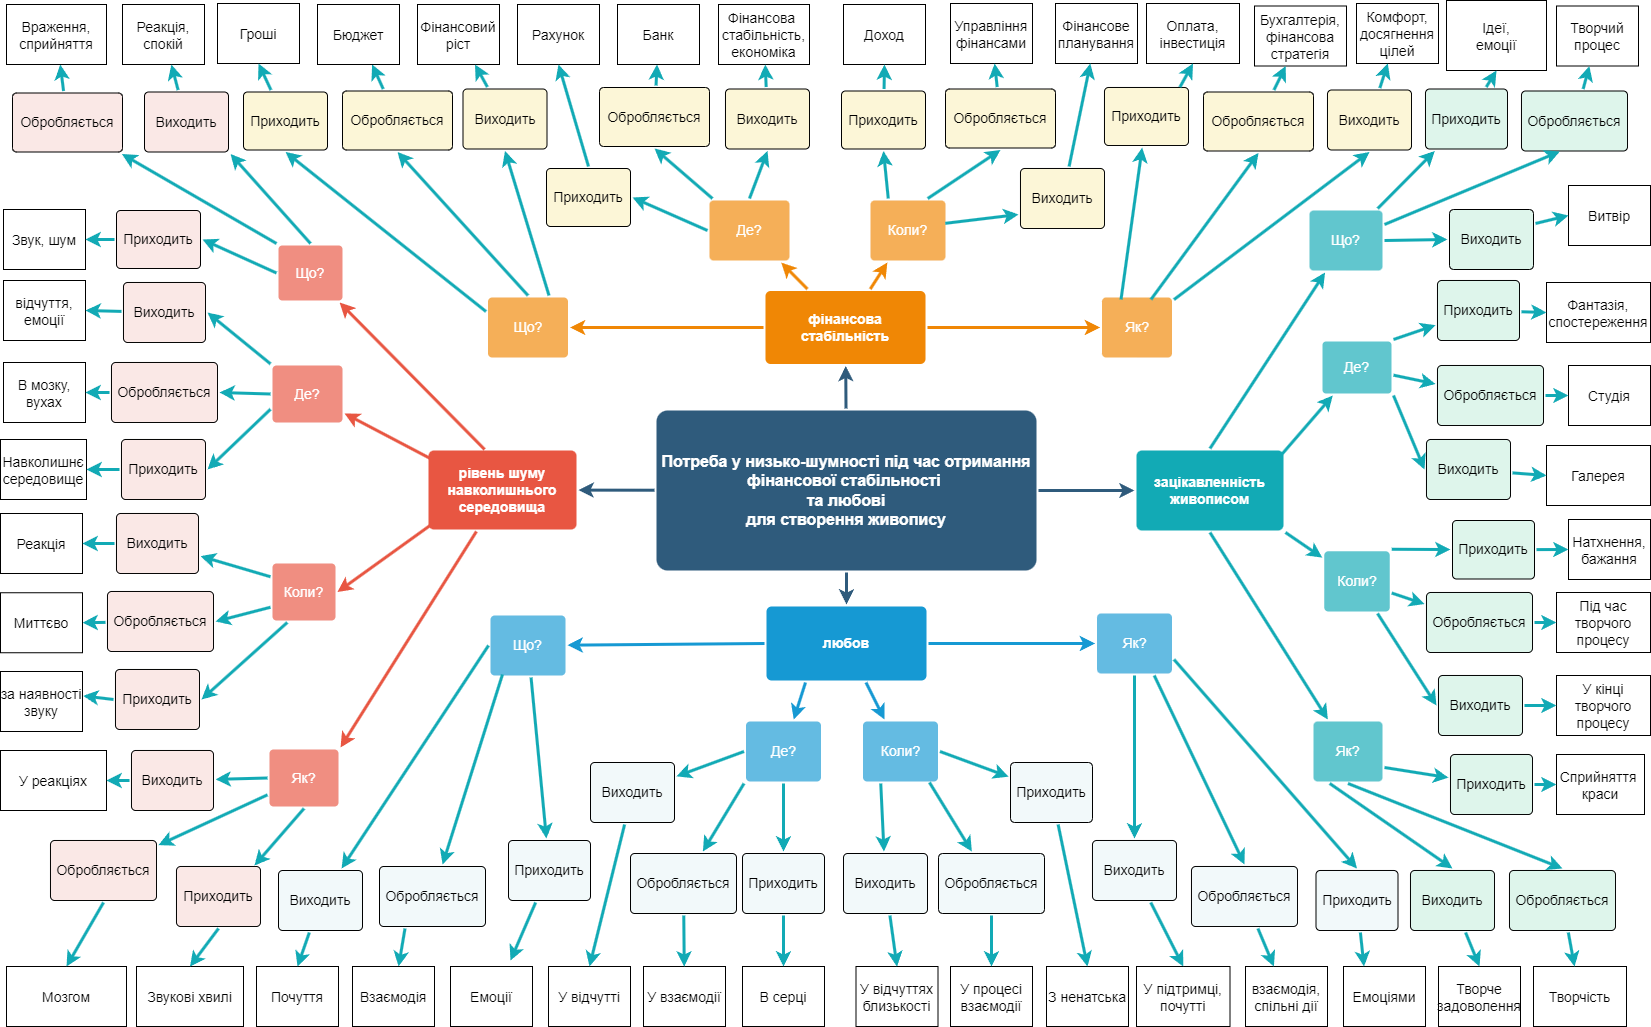 Враження,
сприйняття
Реакція,
спокій
Гроші
Бюджет
Фінансовий
ріст
Рахунок
Банк
Фінансова
стабільність,
економіка
Доход
Управління
фінансами
Фінансове
планування
Оплата,
інвестиція
Бухгалтерія,
фінансова
стратегія
Комфорт,
досягнення
цілей
Ідеї,
емоції
Творчий
процес
Обробляється
Виходить
Приходить
Обробляється
Виходить
Обробляється
Виходить
Приходить
Обробляється
Приходить
Обробляється
Виходить
Приходить
Обробляється
Приходить
Виходить
Звук, шум
Приходить
Що?
Де?
Коли?
Що?
Виходить
Витвір
відчуття,
емоції
Виходить
Що?
фінансова
стабільність
Як?
Приходить
Фантазія,
спостереження
В мозку,
вухах
Обробляється
Де?
Де?
Обробляється
Студія
Навколишнє
середовище
Приходить
рівень шуму
навколишнього
середовища
Потреба у низько-шумності під час отримання
фінансової стабільності
та любові
для створення живопису
зацікавленність
живописом
Виходить
Галерея
Реакція
Виходить
Приходить
Натхнення,
бажання
Коли?
Коли?
Миттєво
Обробляється
Обробляється
Під час
творчого
процесу
Що?
любов
Як?
за наявності
звуку
Приходить
Виходить
У кінці
творчого
процесу
Де?
Коли?
Як?
У реакціях
Виходить
Як?
Виходить
Приходить
Приходить
Сприйняття
краси
Обробляється
Приходить
Виходить
Обробляється
Приходить
Обробляється
Приходить
Виходить
Обробляється
Виходить
Обробляється
Приходить
Виходить
Обробляється
Мозгом
Звукові хвилі
Почуття
Взаємодія
Емоції
У відчутті
У взаємодії
В серці
У відчуттях
близькості
У процесі
взаємодії
З ненатська
У підтримці,
почутті
взаємодія,
спільні дії
Емоціями
Творче
задоволення
Творчість